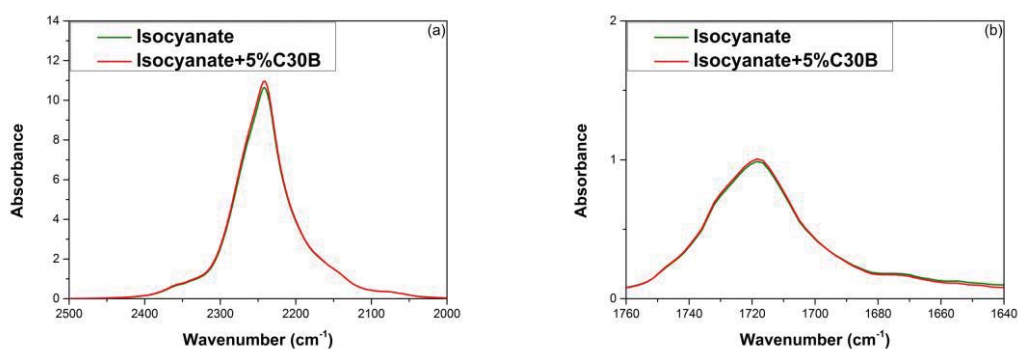 14
12
10
8
6
4
2
0
Absorbance
Isocyanate
Isocyanate+5%C30B
(a)
2500 2400 2300 2200 2100 2000
Wavenumber (cm⁻¹)
2
1
0
Absorbance
Isocyanate
Isocyanate+5%C30B
(b)
1760 1740 1720 1700 1680 1660 1640
Wavenumber (cm⁻¹)